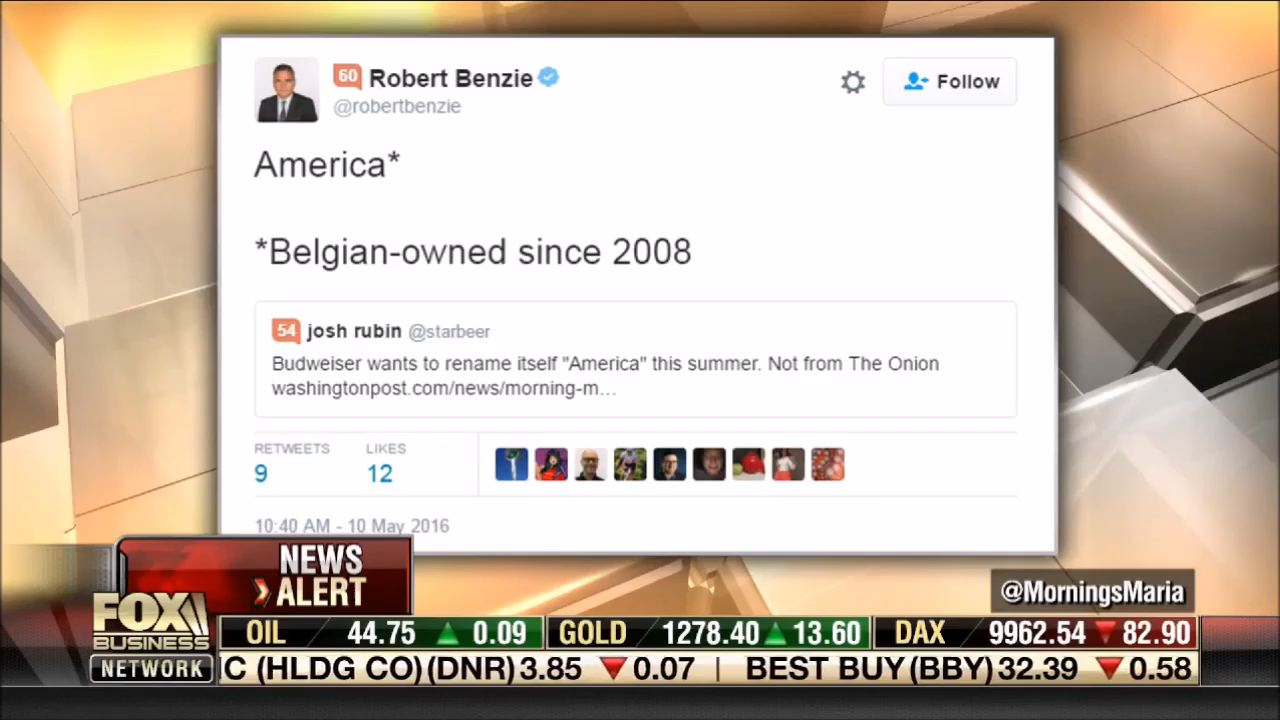 60 Robert Benzie
@robertbenzie
Follow
America*
*Belgian-owned since 2008
54 josh rubin @starbeer
Budweiser wants to rename itself "America" this summer. Not from The Onion
washingtonpost.com/news/morning-m…
RETWEETS LIKES
9 12
10:40 AM - 10 May 2016
NEWS
ALERT
@MorningsMaria
FOX
BUSINESS
NETWORK
OIL 44.75 0.09 GOLD 1278.40 13.60 DAX 9962.54 82.90
C (HLDG CO)(DNR) 3.85 0.07 | BEST BUY(BBY) 32.39 0.58